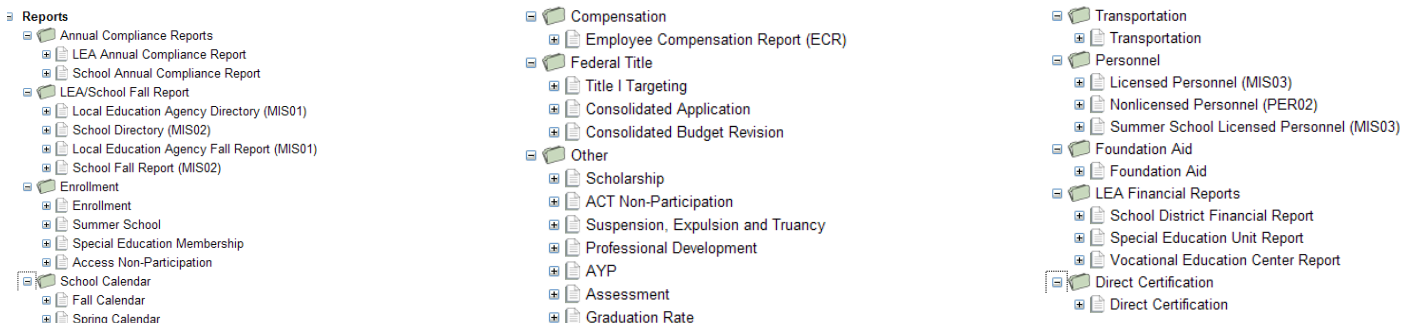 Reports
Annual Compliance Reports
LEA Annual Compliance Report
School Annual Compliance Report
LEA/School Fall Report
Local Education Agency Directory (MIS01)
School Directory (MIS02)
Local Education Agency Fall Report (MIS01)
School Fall Report (MIS02)
Enrollment
Enrollment
Summer School
Special Education Membership
Access Non-Participation
School Calendar
Fall Calendar
Spring Calendar
Compensation
Employee Compensation Report (ECR)
Federal Title
Title I Targeting
Consolidated Application
Consolidated Budget Revision
Other
Scholarship
ACT Non-Participation
Suspension, Expulsion and Truancy
Professional Development
AYP
Assessment
Graduation Rate
Transportation
Transportation
Personnel
Licensed Personnel (MIS03)
Nonlicensed Personnel (PER02)
Summer School Licensed Personnel (MIS03)
Foundation Aid
Foundation Aid
LEA Financial Reports
School District Financial Report
Special Education Unit Report
Vocational Education Center Report
Direct Certification
Direct Certification